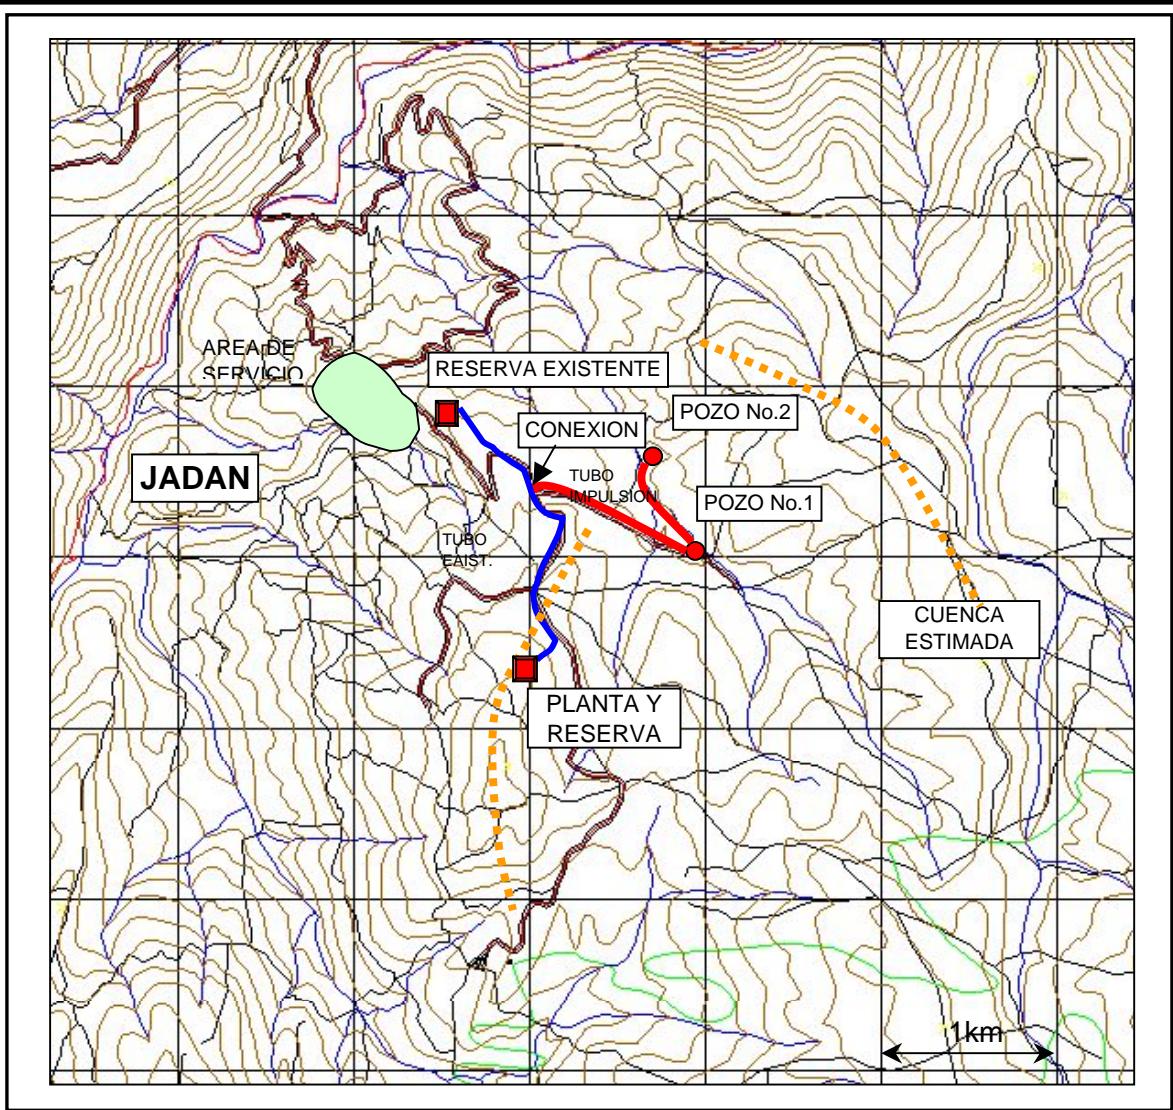 AREA DE
SERVICIO
RESERVA EXISTENTE
POZO No.2
CONEXION
JADAN
TUBO
IMPULSION
POZO No.1
TUBO
EAIST.
CUENCA
ESTIMADA
PLANTA Y
RESERVA
1km